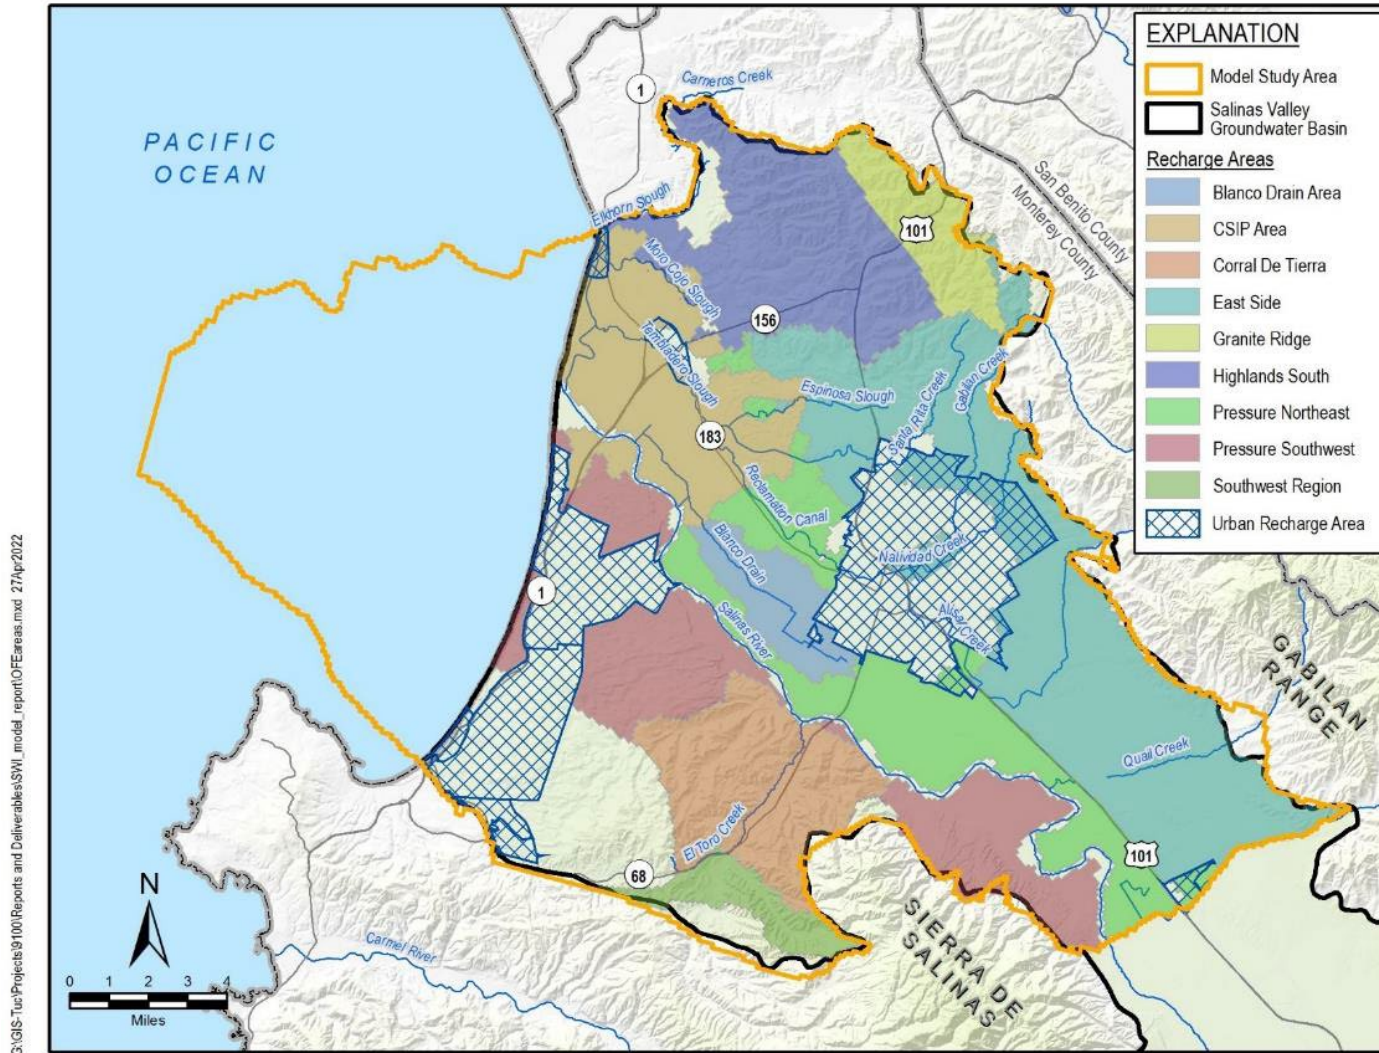 PACIFIC
OCEAN
Carneros Creek
1
Elkhorn Slough
Moro Cojo Slough
101
San Benito County
Monterey County
156
Tembladero Slough
Espinosa Slough
Santa Rita Creek
Gabilan Creek
183
Reclamation Canal
Blanco Drain
Natividad Creek
1
Salinas River
Alisal Creek
GABILAN
RANGE
Quail Creek
El Toro Creek
101
68
SIERRA DE
SALINAS
Carmel River
N
0 1 2 3 4
Miles
EXPLANATION
Model Study Area
Salinas Valley
Groundwater Basin
Recharge Areas
Blanco Drain Area
CSIP Area
Corral De Tierra
East Side
Granite Ridge
Highlands South
Pressure Northeast
Pressure Southwest
Southwest Region
Urban Recharge Area
G:\GIS-Tuc\Projects\9100\Reports and Deliverables\SWI_model_report\OFEareas.mxd 27Apr2022